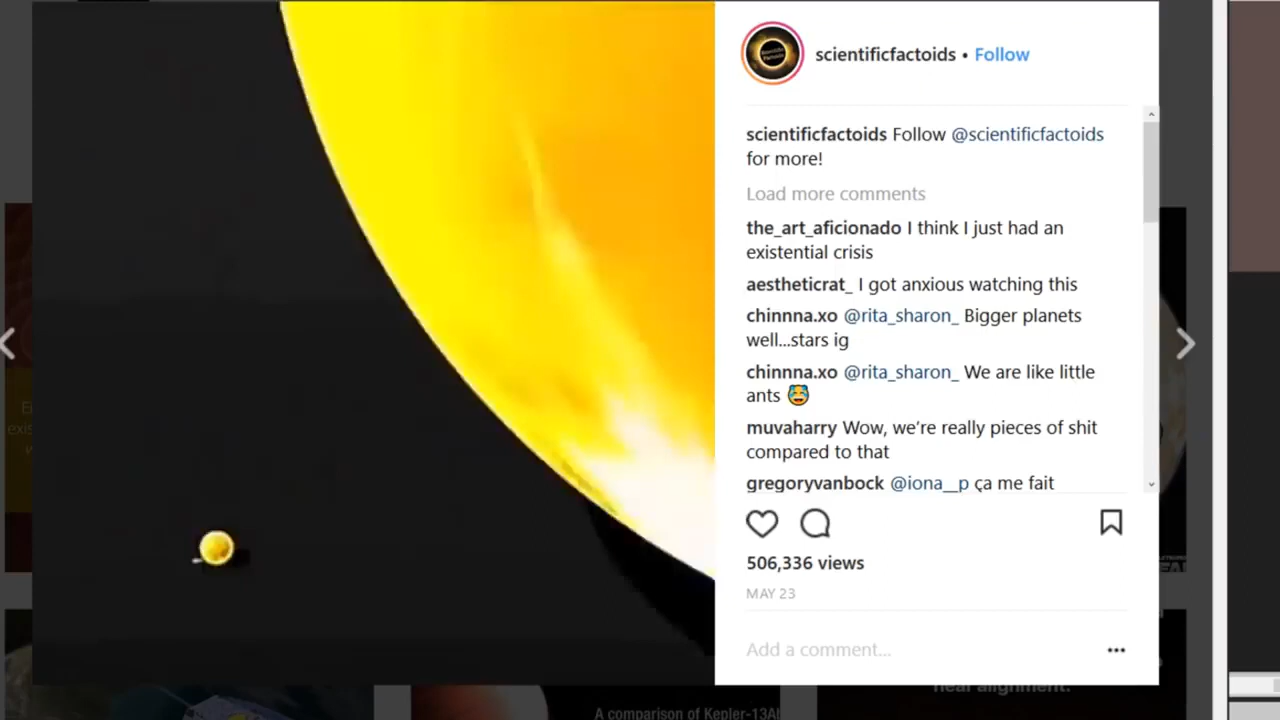 scientificfactoids • Follow
scientificfactoids Follow @scientificfactoids
for more!
Load more comments
the_art_aficionado I think I just had an
existential crisis
aestheticrat_ I got anxious watching this
chinnna.xo @rita_sharon_ Bigger planets
well...stars ig
chinnna.xo @rita_sharon_ We are like little
ants 😹
muvaharry Wow, we're really pieces of shit
compared to that
gregoryvanbock @iona__p ça me fait
506,336 views
MAY 23
Add a comment...
near alignment.
A comparison of Kepler-13Al